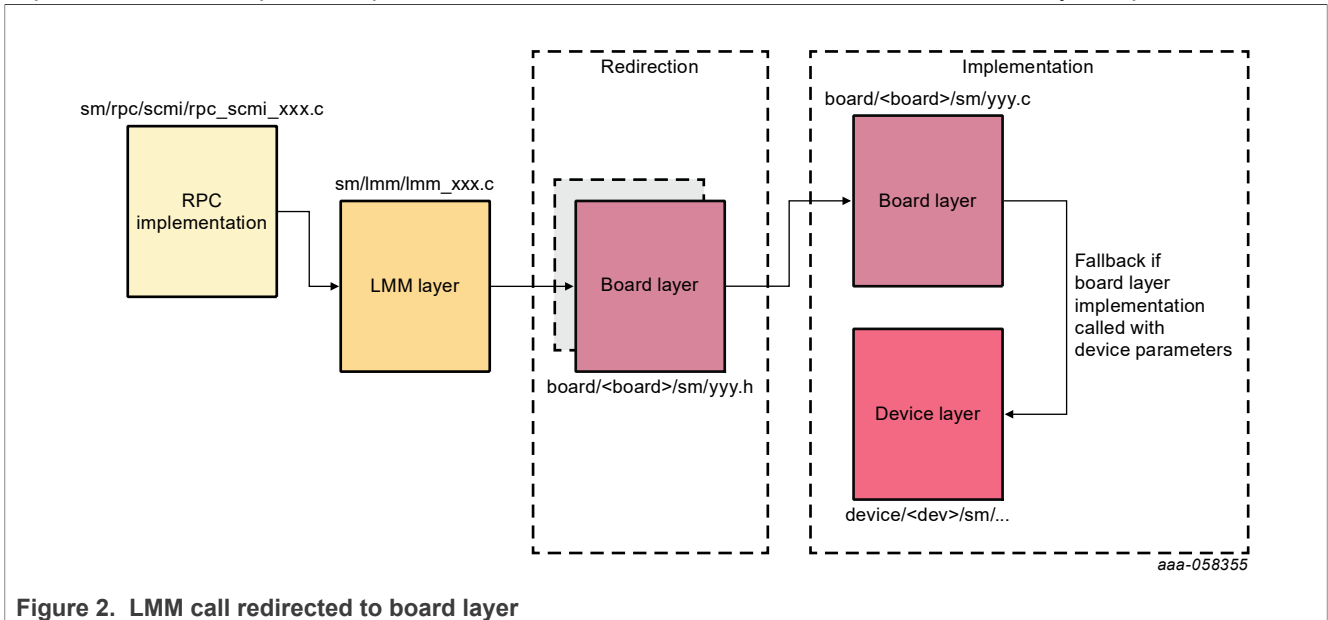 Redirection
Implementation
sm/rpc/scmi/rpc_scmi_xxx.c
RPC
implementation
sm/lmm/lmm_xxx.c
LMM layer
Board layer
board/<board>/sm/yyy.h
board/<board>/sm/yyy.c
Board layer
Fallback if
board layer
implementation
called with
device parameters
Device layer
device/<dev>/sm/...
aaa-058355
Figure 2. LMM call redirected to board layer